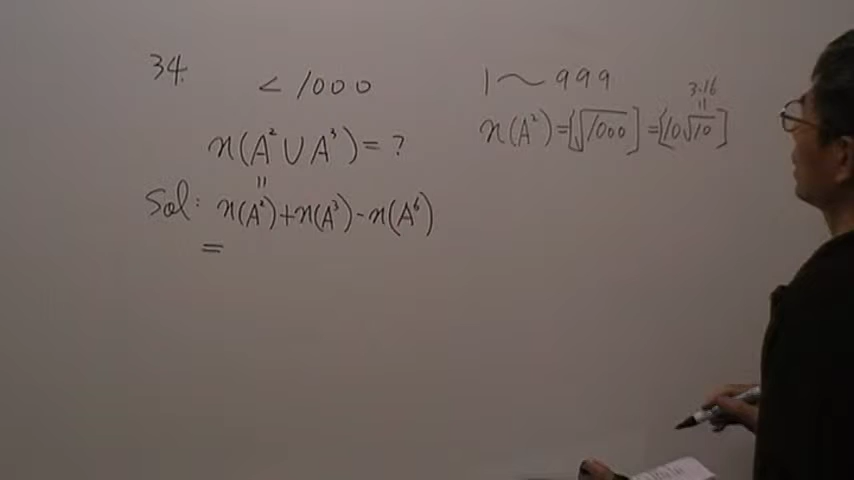 34.
< 1000
n(A²∪A³)=?
=
Sol: n(A²)+n(A³)-n(A⁶)
=
1～999
3.16
=
n(A²)=[√1000]=[10√10]